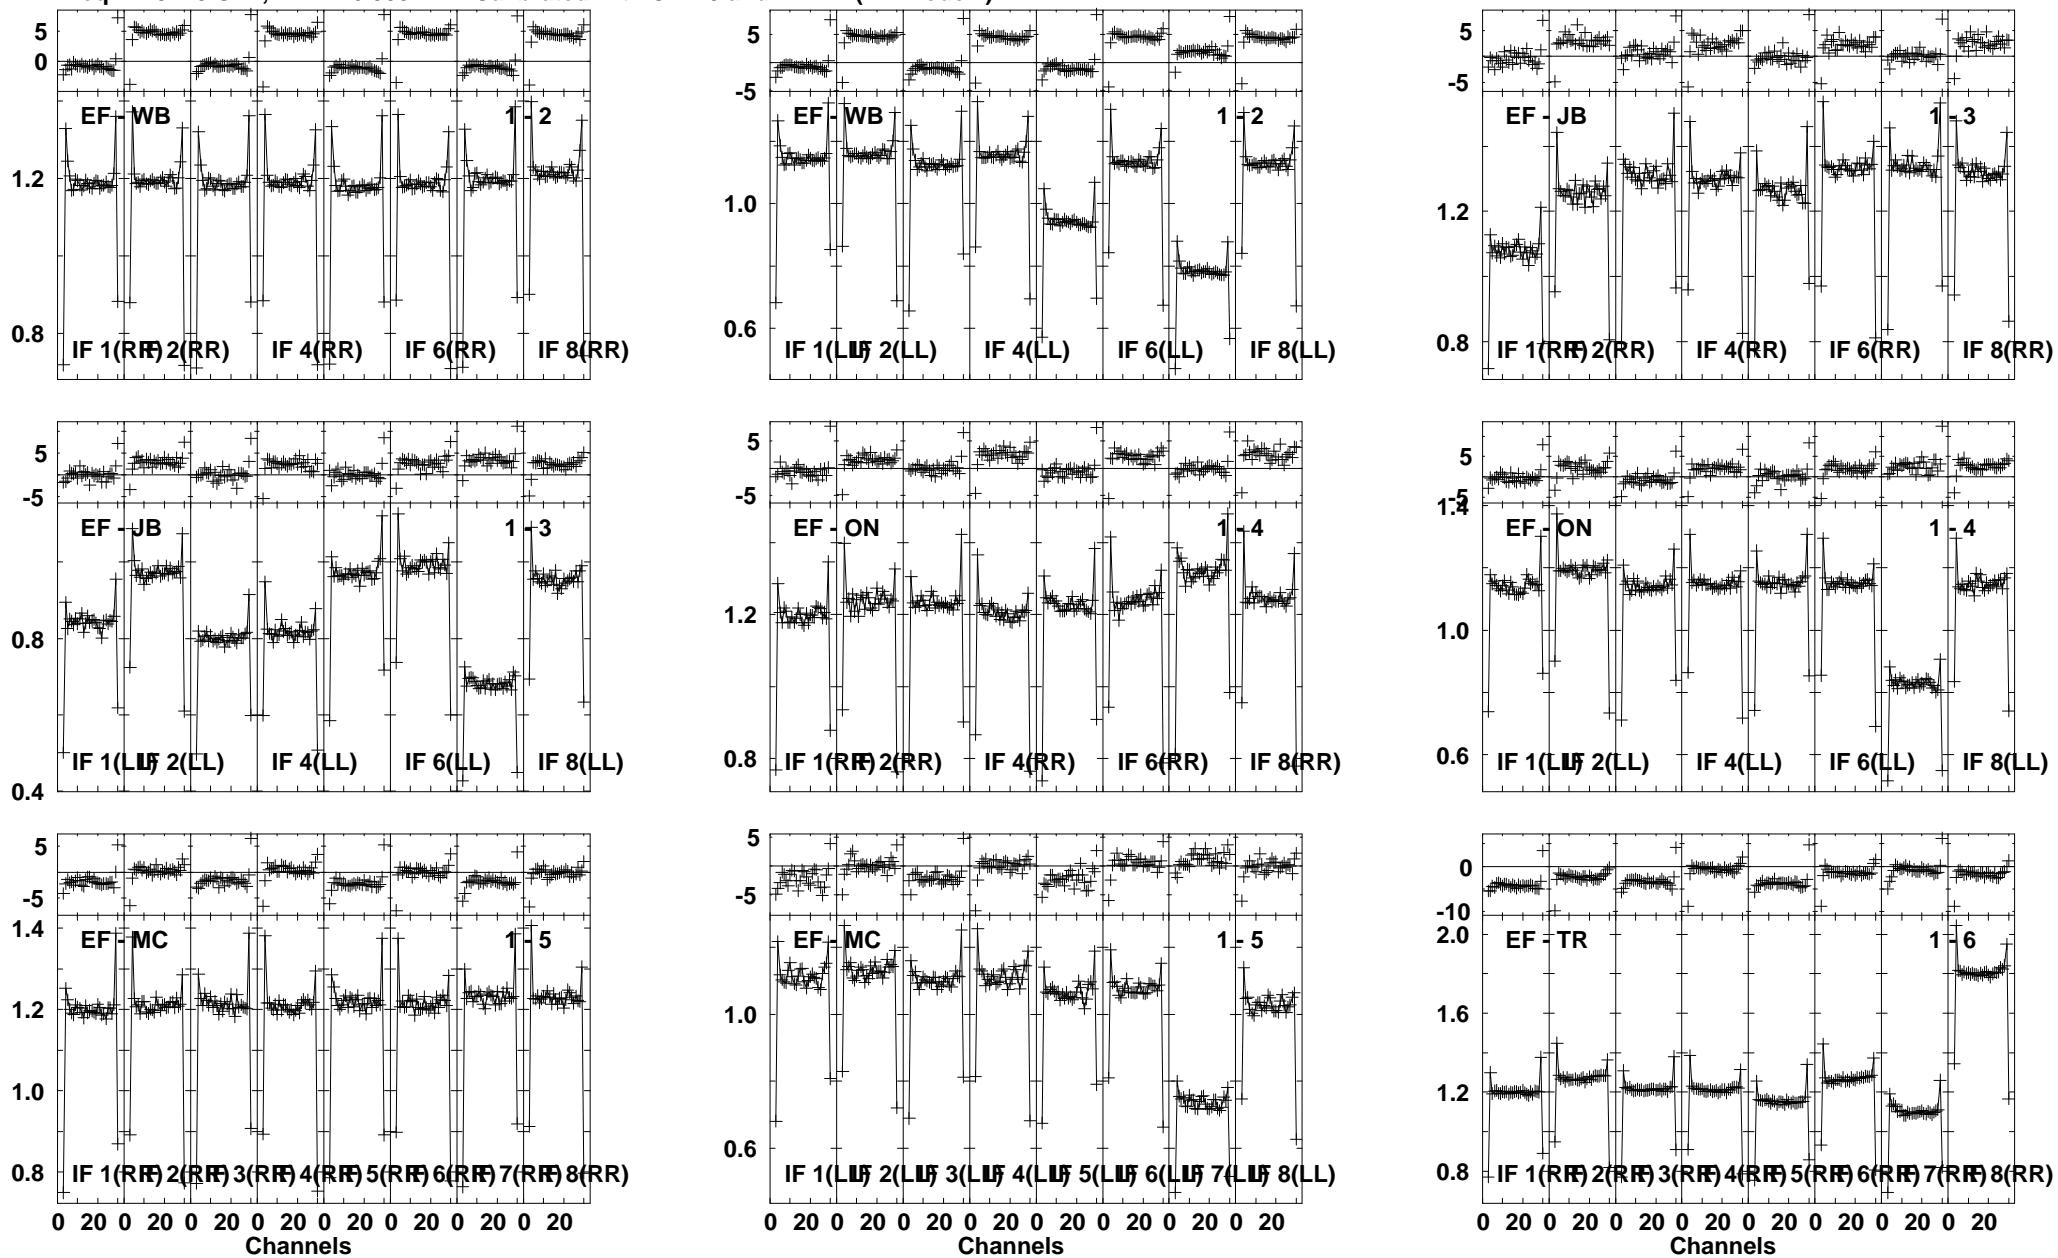 5
0
EF - WB 1 - 2
1.2
0.8
IF 1(RR) IF 2(RR) IF 4(RR) IF 6(RR) IF 8(RR)
5
-5
EF - WB 1 - 2
1.0
0.6
IF 1(LL) IF 2(LL) IF 4(LL) IF 6(LL) IF 8(LL)
5
-5
EF - JB 1 - 3
1.2
0.8
IF 1(RR) IF 2(RR) IF 4(RR) IF 6(RR) IF 8(RR)
5
-5
EF - JB 1 - 3
0.8
IF 1(LL) IF 2(LL) IF 4(LL) IF 6(LL) IF 8(LL)
0.4
5
-5
EF - ON 1 - 4
1.2
0.8
IF 1(RR) IF 2(RR) IF 4(RR) IF 6(RR) IF 8(RR)
5
-5
1.4
EF - ON 1 - 4
1.0
0.6
IF 1(LL) IF 2(LL) IF 4(LL) IF 6(LL) IF 8(LL)
5
-5
1.4
EF - MC 1 - 5
1.2
1.0
0.8
IF 1(RR) IF 2(RR) IF 3(RR) IF 4(RR) IF 5(RR) IF 6(RR) IF 7(RR) IF 8(RR)
0 20 0 20 0 20 0 20 0 20 0 20 0 20 0 20
Channels
5
-5
EF - MC 1 - 5
1.0
0.6
IF 1(LL) IF 2(LL) IF 3(LL) IF 4(LL) IF 5(LL) IF 6(LL) IF 7(LL) IF 8(LL)
0 20 0 20 0 20 0 20 0 20 0 20 0 20 0 20
Channels
0
-10
2.0
EF - TR 1 - 6
1.6
1.2
0.8
IF 1(RR) IF 2(RR) IF 3(RR) IF 4(RR) IF 5(RR) IF 6(RR) IF 7(RR) IF 8(RR)
0 20 0 20 0 20 0 20 0 20 0 20 0 20 0 20
Channels